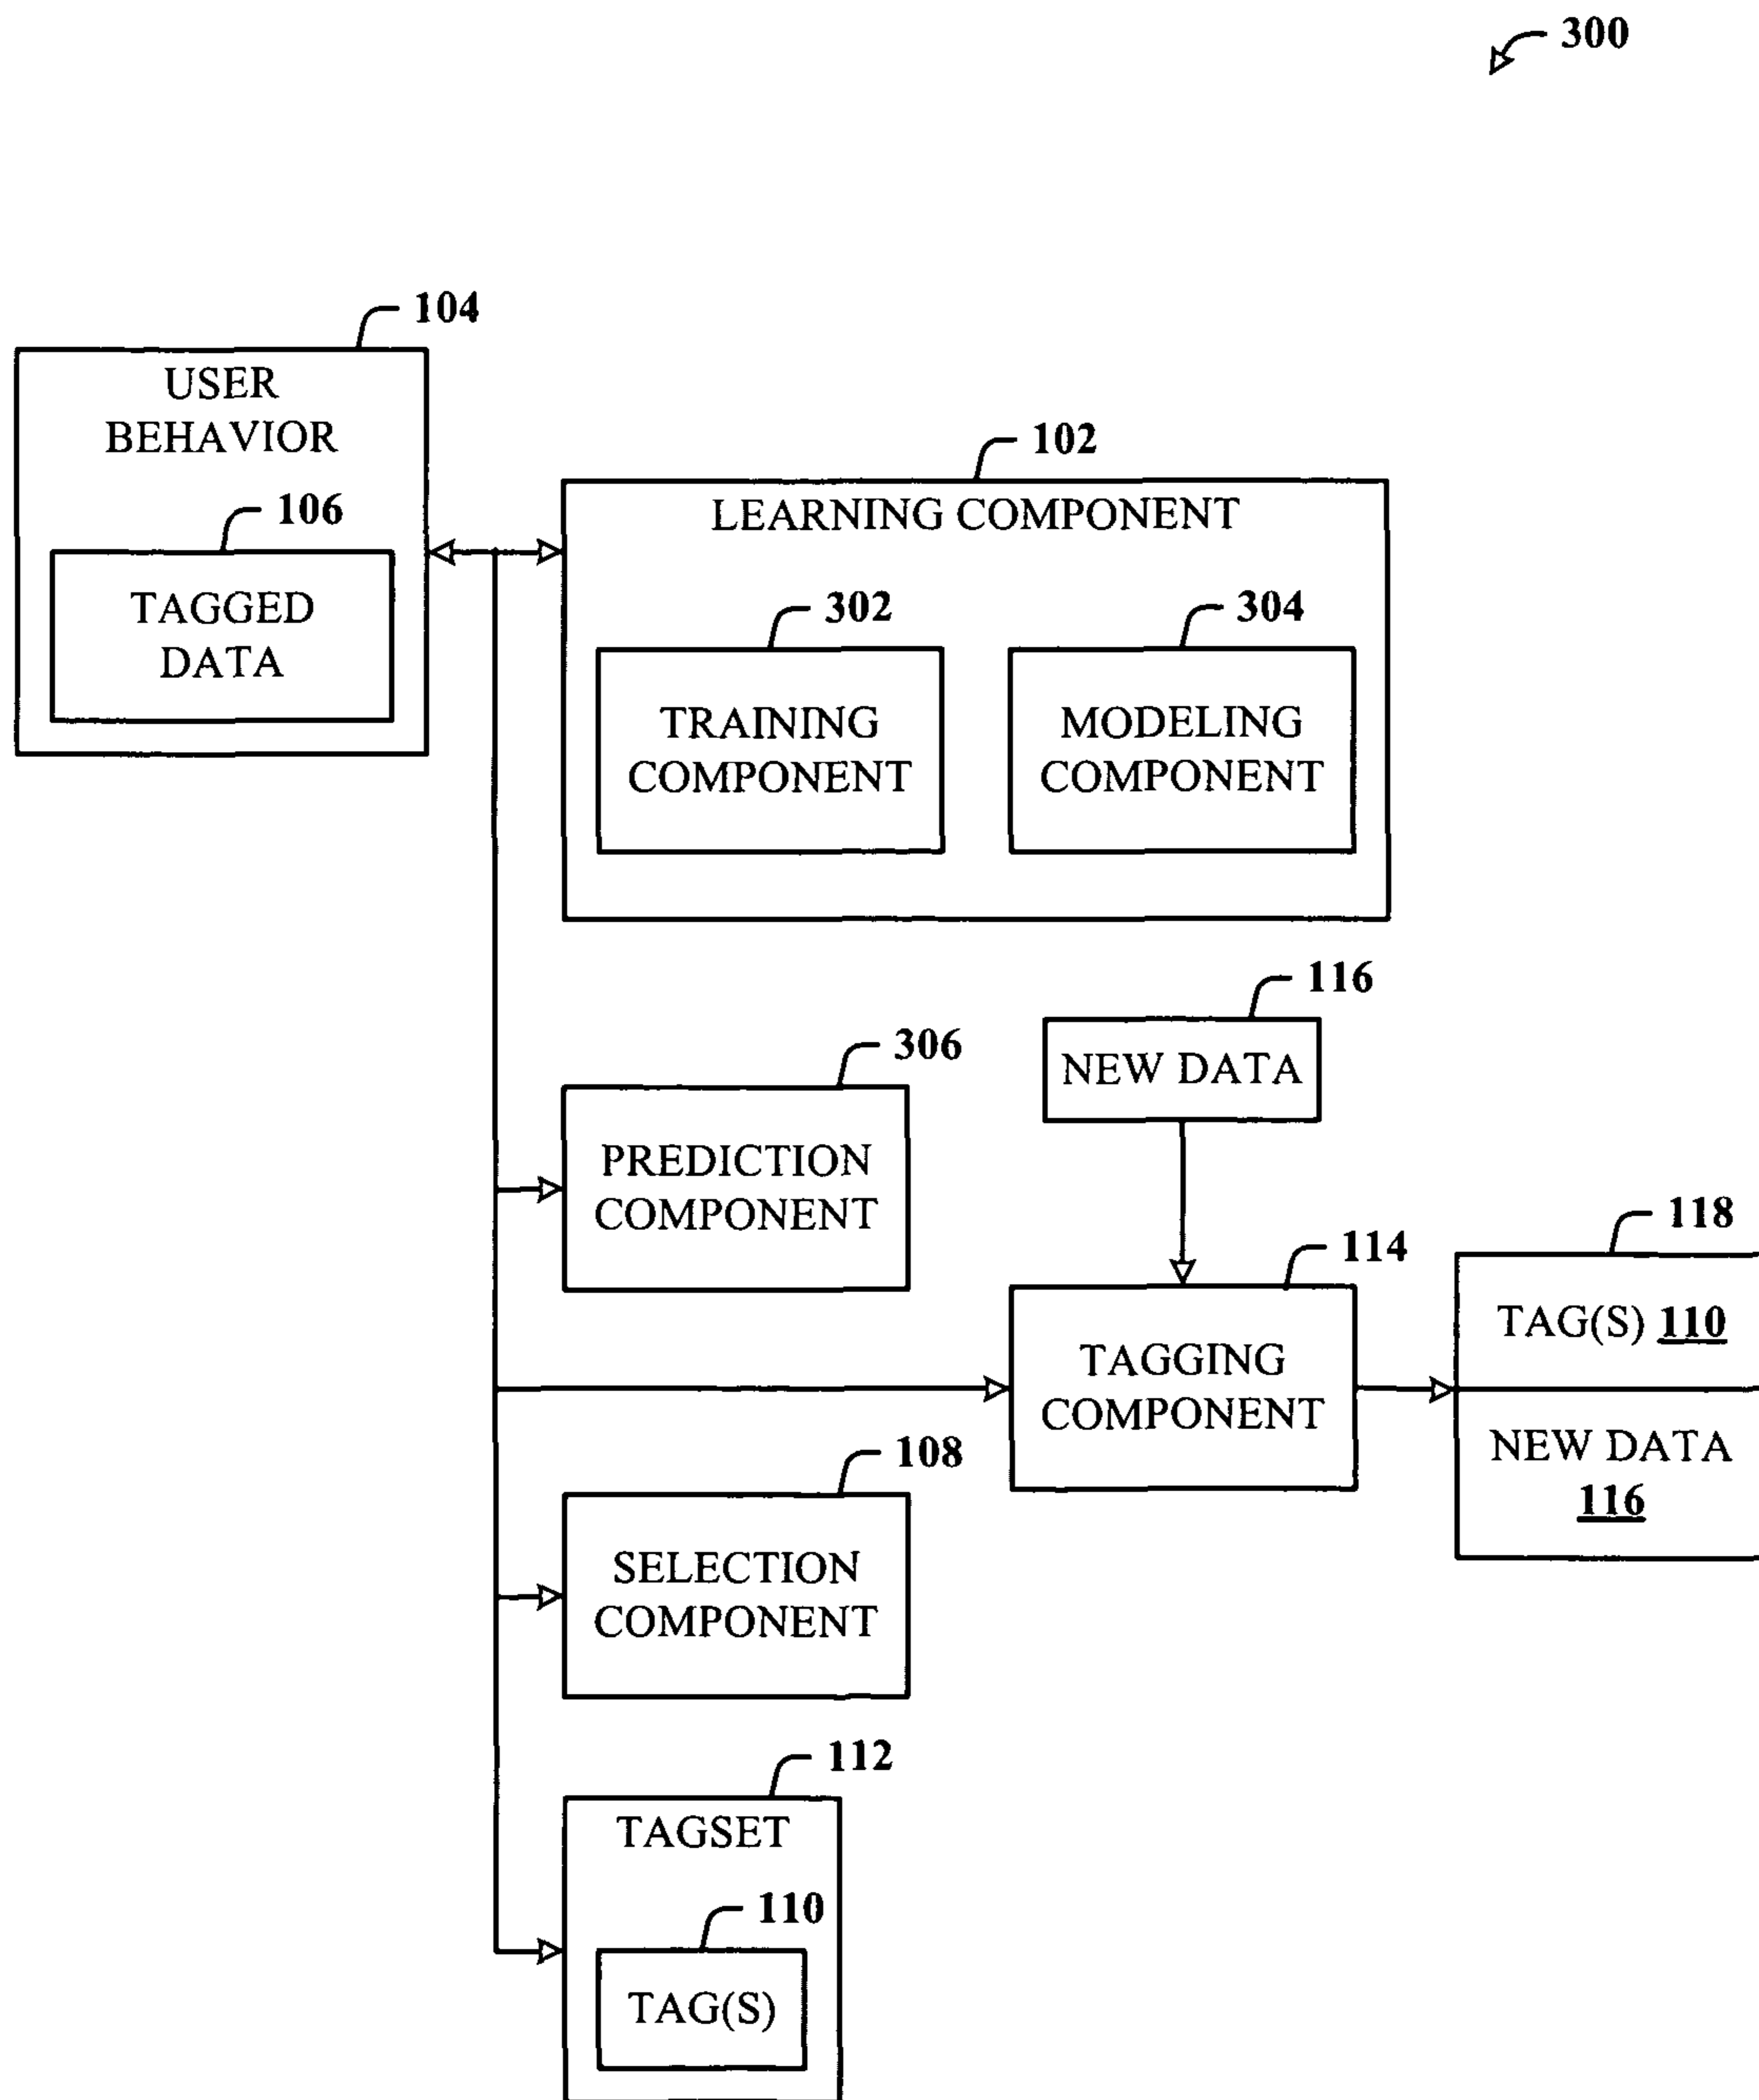 300
104
USER
BEHAVIOR
106
TAGGED
DATA
102
LEARNING COMPONENT
302
TRAINING
COMPONENT
304
MODELING
COMPONENT
116
NEW DATA
306
PREDICTION
COMPONENT
114
TAGGING
COMPONENT
118
TAG(S) 110
NEW DATA
116
108
SELECTION
COMPONENT
112
TAGSET
110
TAG(S)